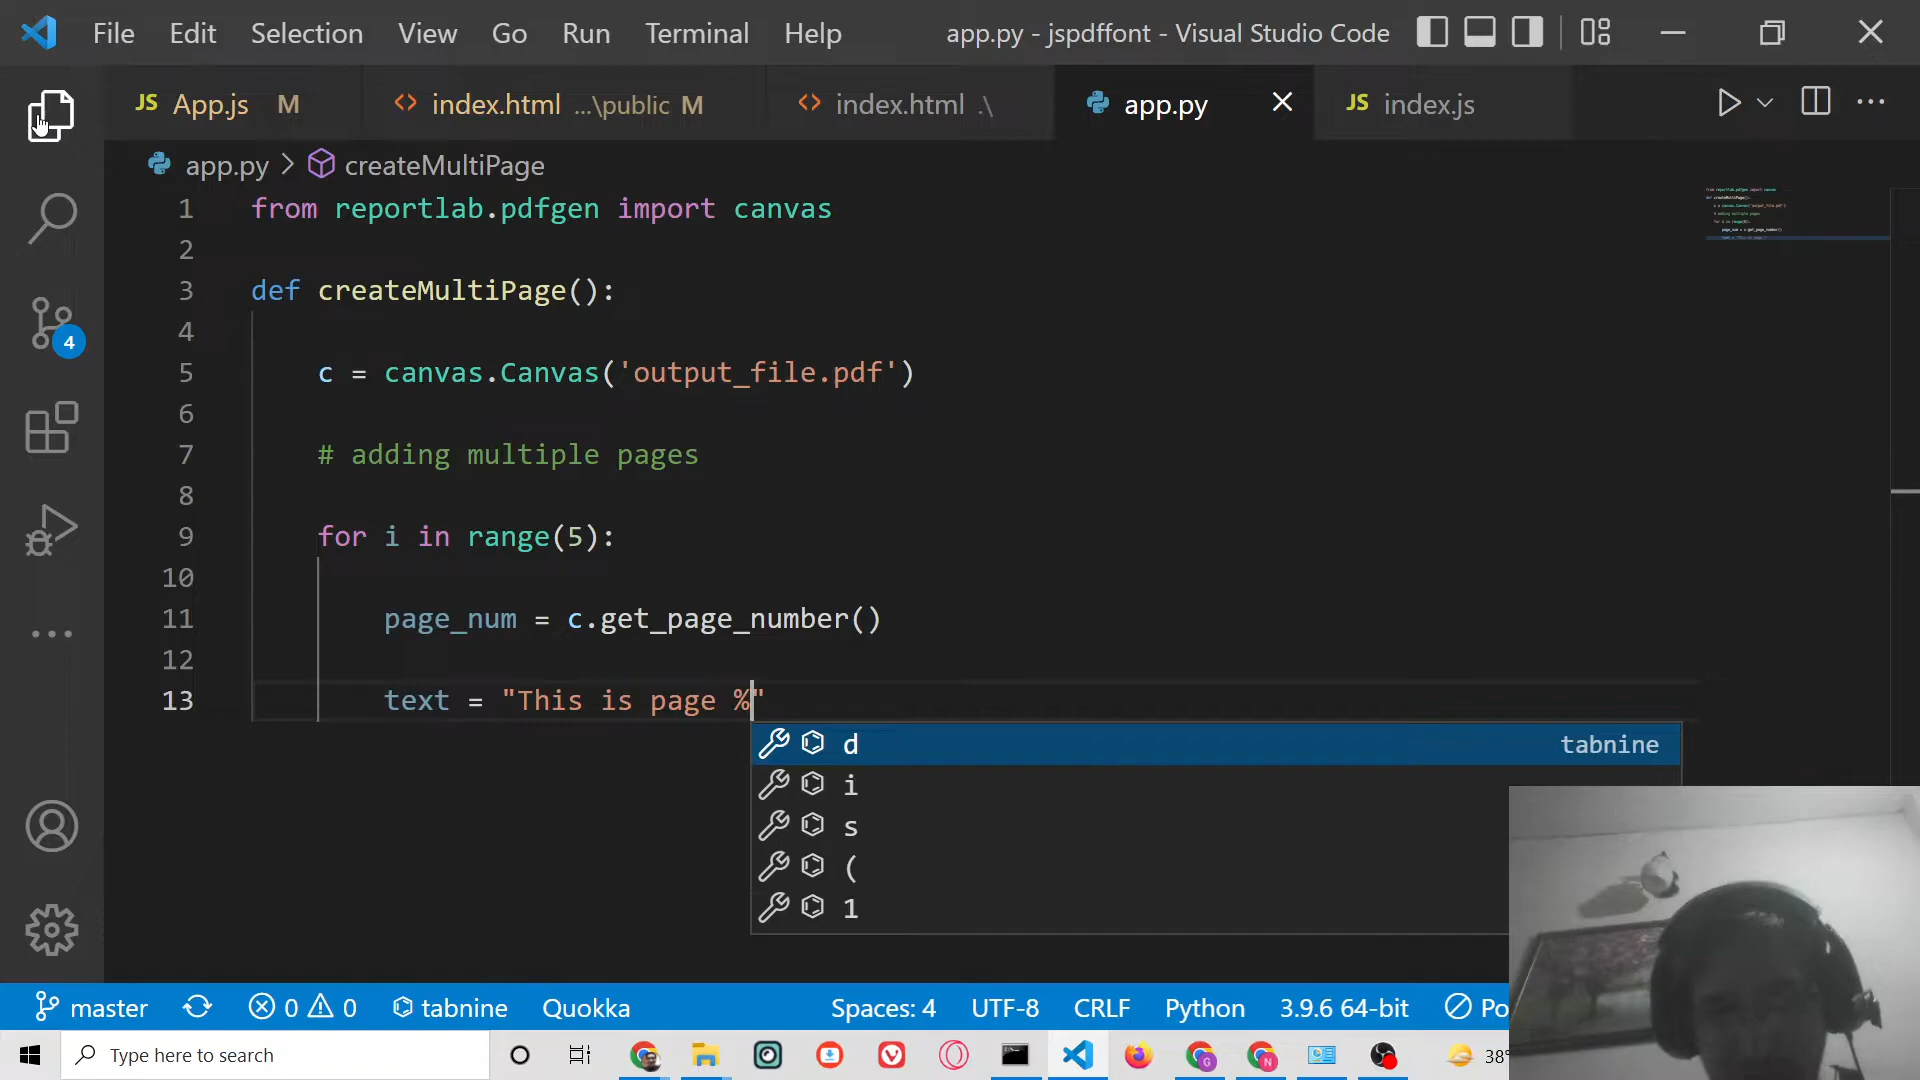 File Edit Selection View Go Run Terminal Help app.py - jspdffont - Visual Studio Code
JS App.js M <> index.html ...\public M <> index.html .\ app.py JS index.js
app.py > createMultiPage
1 from reportlab.pdfgen import canvas
2
3 def createMultiPage():
4
5 c = canvas.Canvas('output_file.pdf')
6
7 # adding multiple pages
8
9 for i in range(5):
10
11 page_num = c.get_page_number()
12
13 text = "This is page %"
d tabnine
i
s
(
1
4
master 0 0 tabnine Quokka Spaces: 4 UTF-8 CRLF Python 3.9.6 64-bit Po
Type here to search 38°